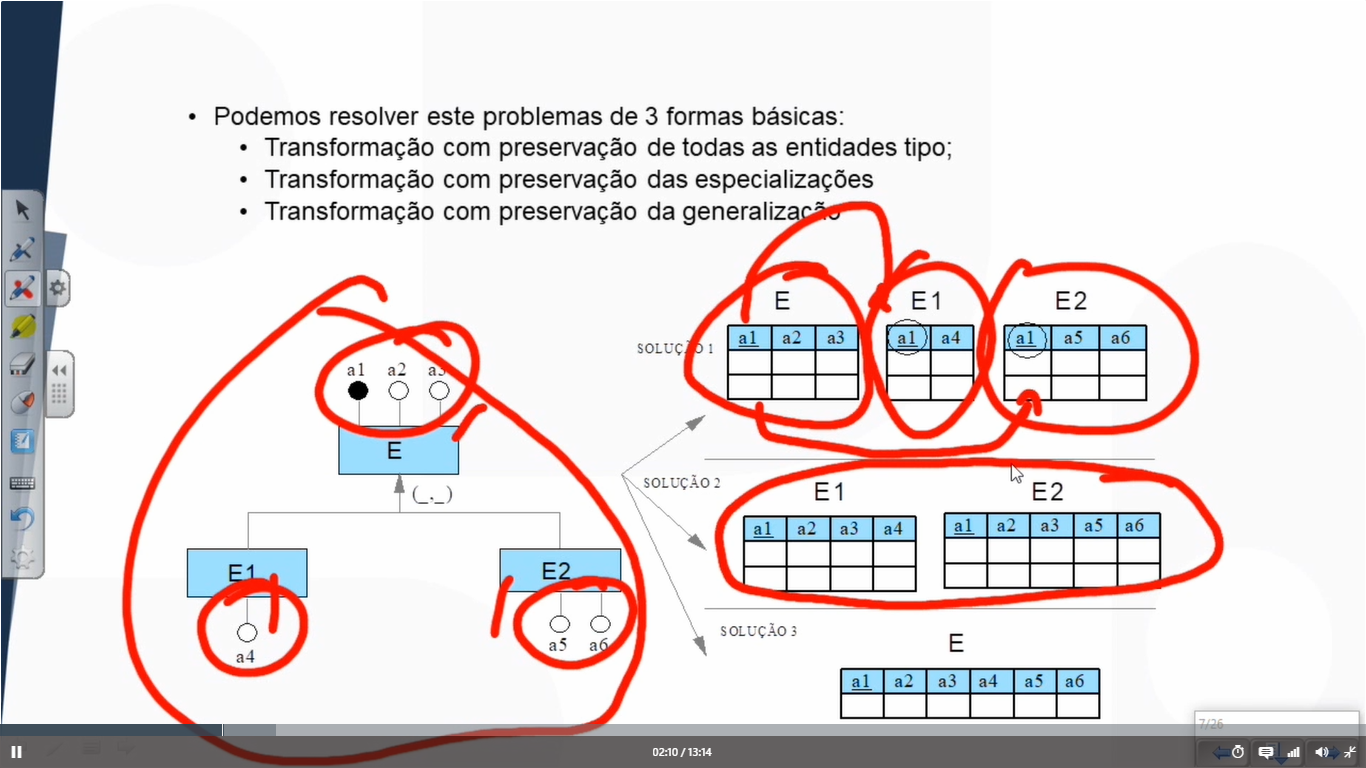 • Podemos resolver este problemas de 3 formas básicas:
• Transformação com preservação de todas as entidades tipo;
• Transformação com preservação das especializações
• Transformação com preservação da generalização
a1 a2 a3
E
(_,_)
E1
E2
a4
a5 a6
SOLUÇÃO 1
E
a1 a2 a3
E1
a1 a4
E2
a1 a5 a6
SOLUÇÃO 2
E1
a1 a2 a3 a4
E2
a1 a2 a3 a5 a6
SOLUÇÃO 3
E
a1 a2 a3 a4 a5 a6
7/26
02:10 / 13:14